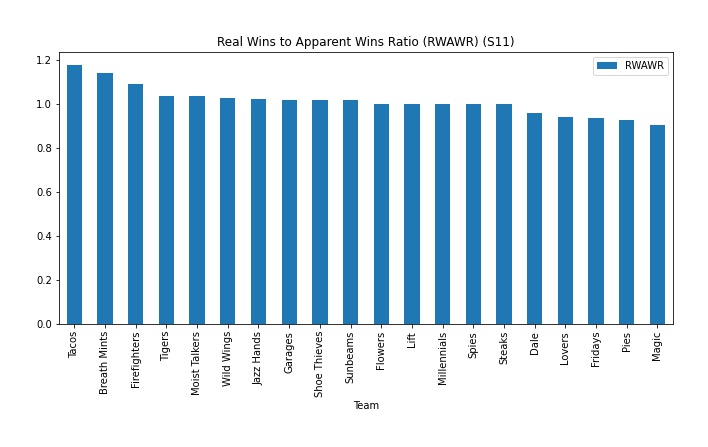 Real Wins to Apparent Wins Ratio (RWAWR) (S11)
RWAWR
1.2
1.0
0.8
0.6
0.4
0.2
0.0
Tacos
Breath Mints
Firefighters
Tigers
Moist Talkers
Wild Wings
Jazz Hands
Garages
Shoe Thieves
Sunbeams
Flowers
Lift
Millennials
Spies
Steaks
Dale
Lovers
Fridays
Pies
Magic
Team